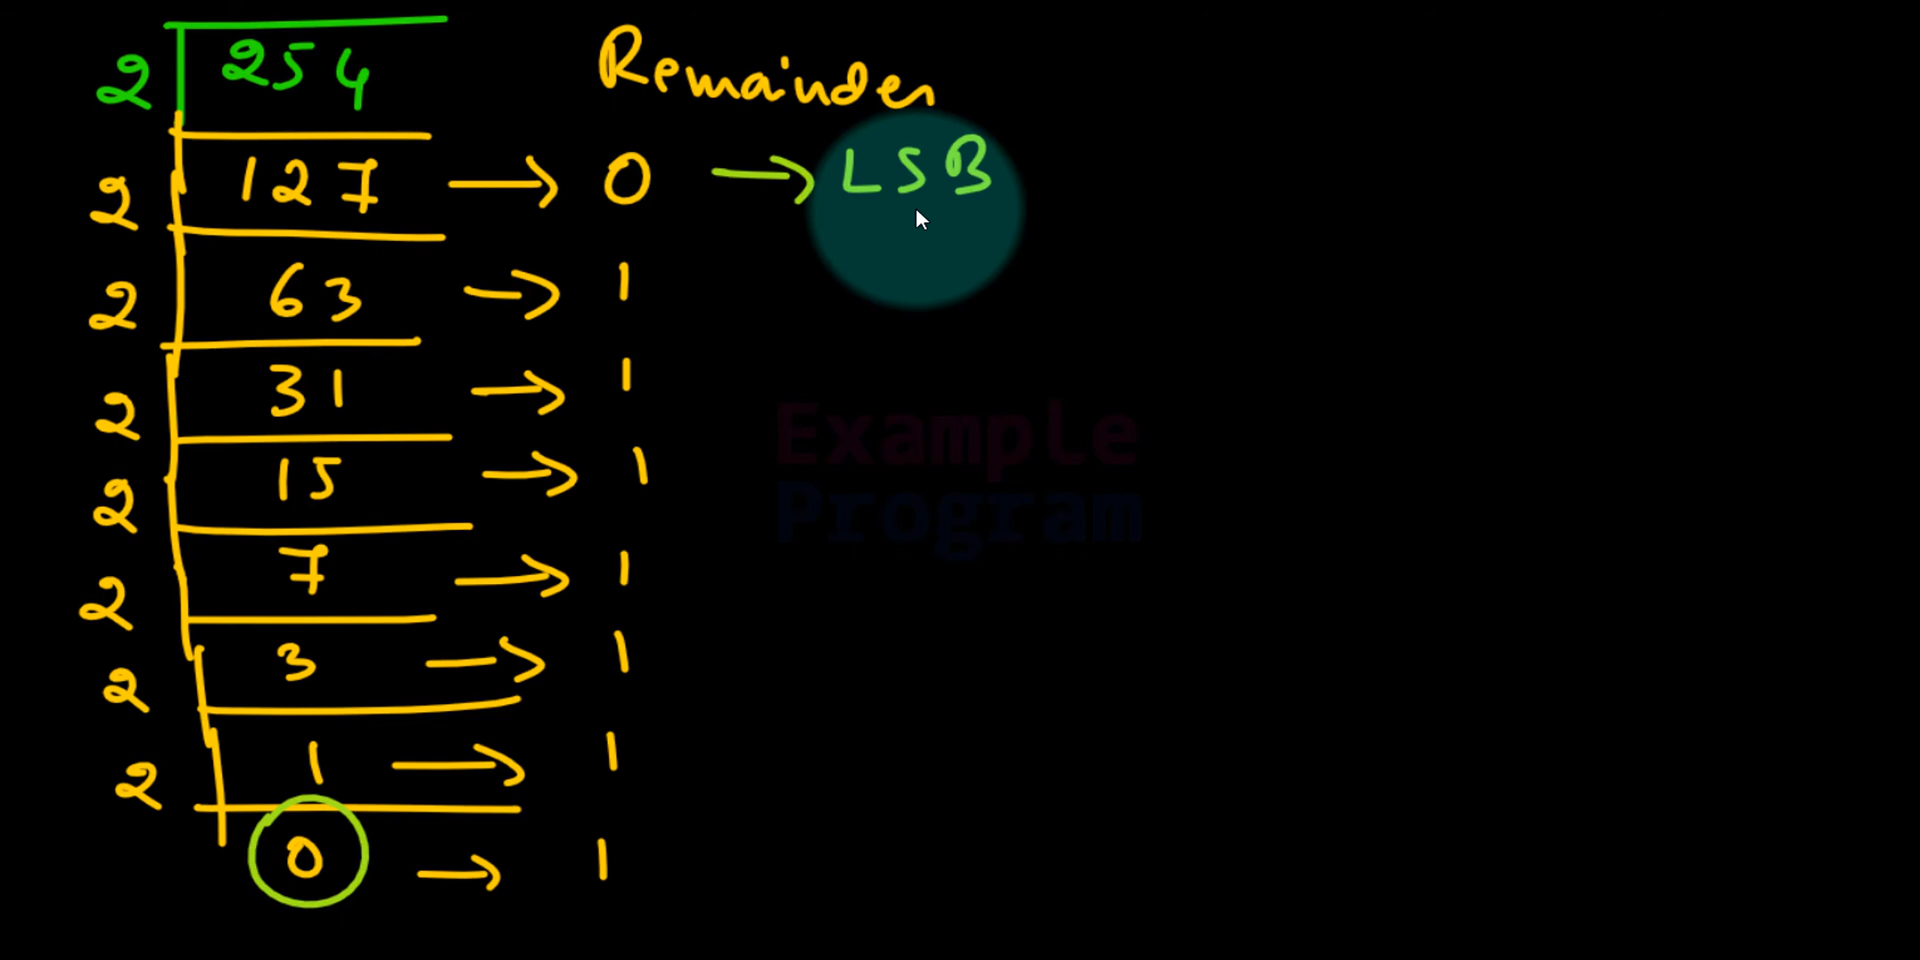 2 254 Remainder
2 127 → 0 → LSB
2 63 → 1
2 31 → 1
2 15 → 1
2 7 → 1
2 3 → 1
2 1 → 1
0 → 1
Example
Program